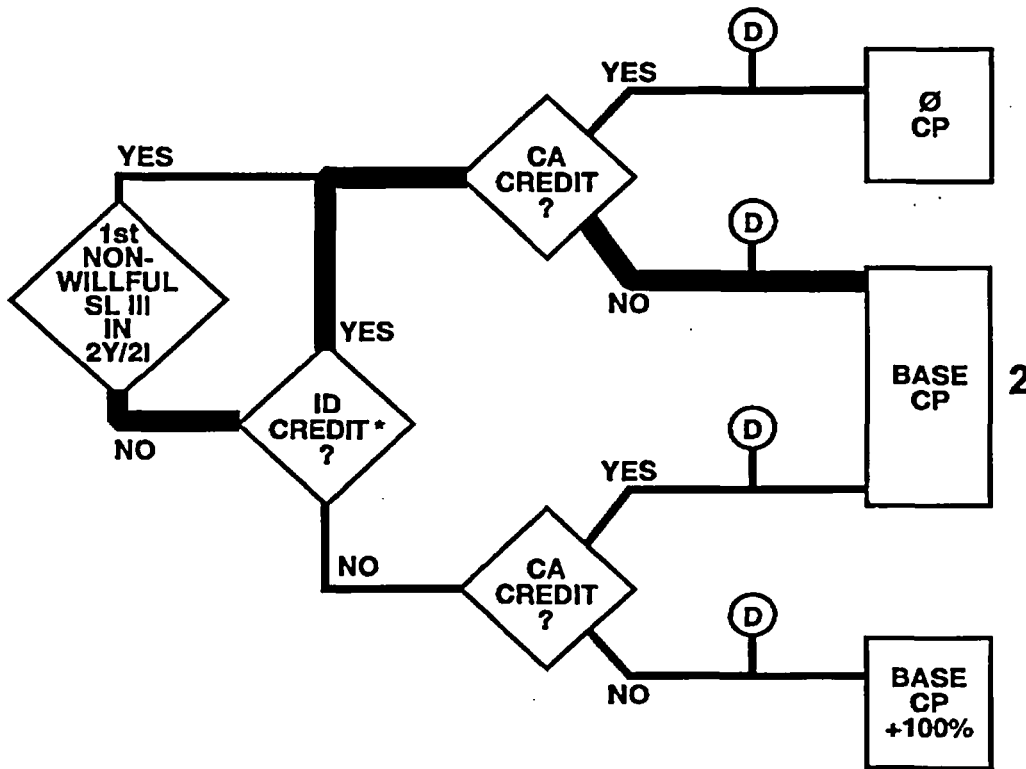 D
YES
Ø
CP
CA
CREDIT
?
YES
D
NO
1st
NON-
WILLFUL
SL III
IN
2Y/2I
YES
NO
ID
CREDIT*
?
BASE
CP
2
D
YES
NO
CA
CREDIT
?
D
NO
BASE
CP
+100%